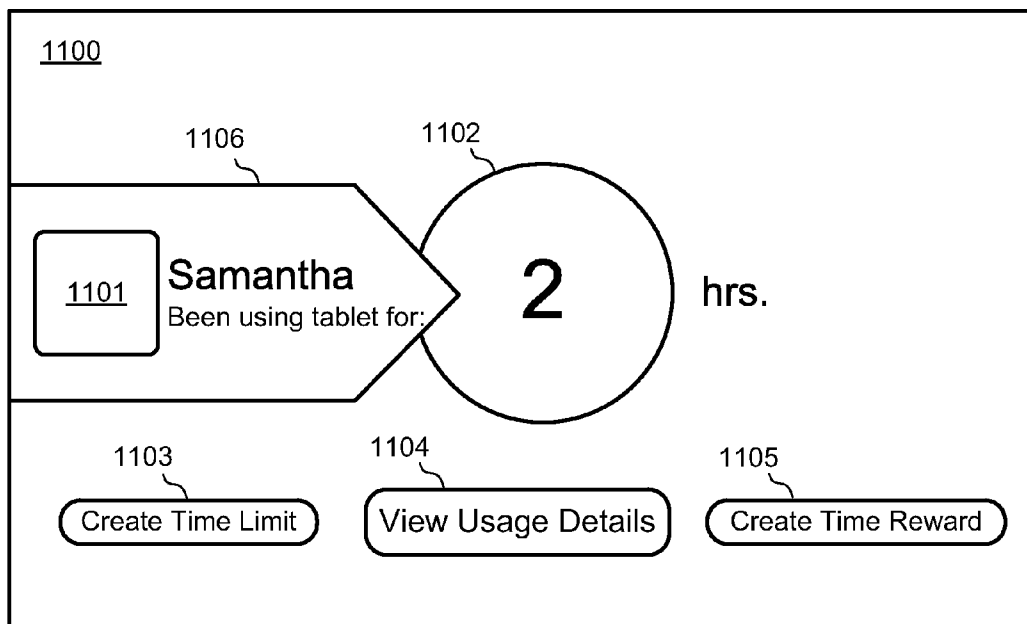 1100
1106
1102
1101
Samantha
Been using tablet for:
2
hrs.
1103
1104
1105
Create Time Limit
View Usage Details
Create Time Reward